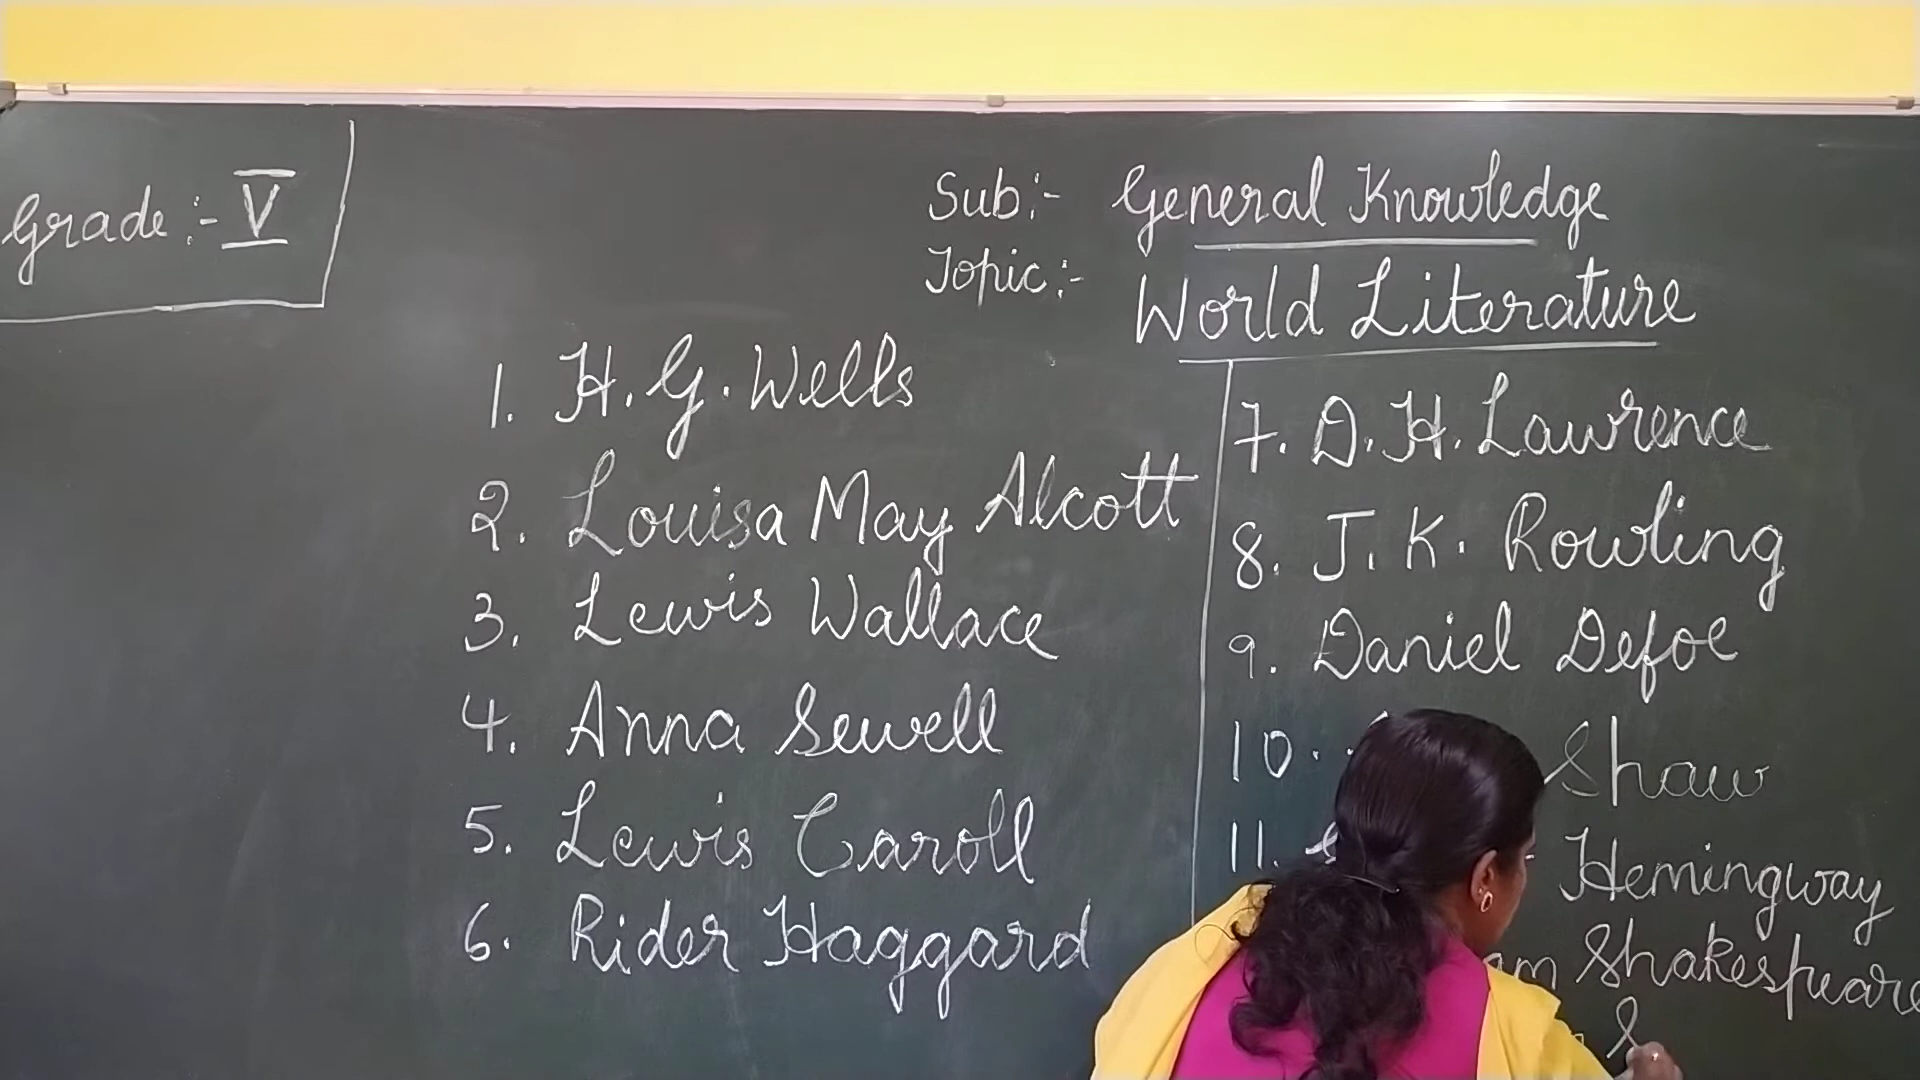 Grade :- V
Sub:- General Knowledge
Topic:- World Literature
1. H. G. Wells
2. Louisa May Alcott
3. Lewis Wallace
4. Anna Sewell
5. Lewis Caroll
6. Rider Haggard
7. D. H. Lawrence
8. J. K. Rowling
9. Daniel Defoe
10. Shaw
11. Hemingway
Shakespeare